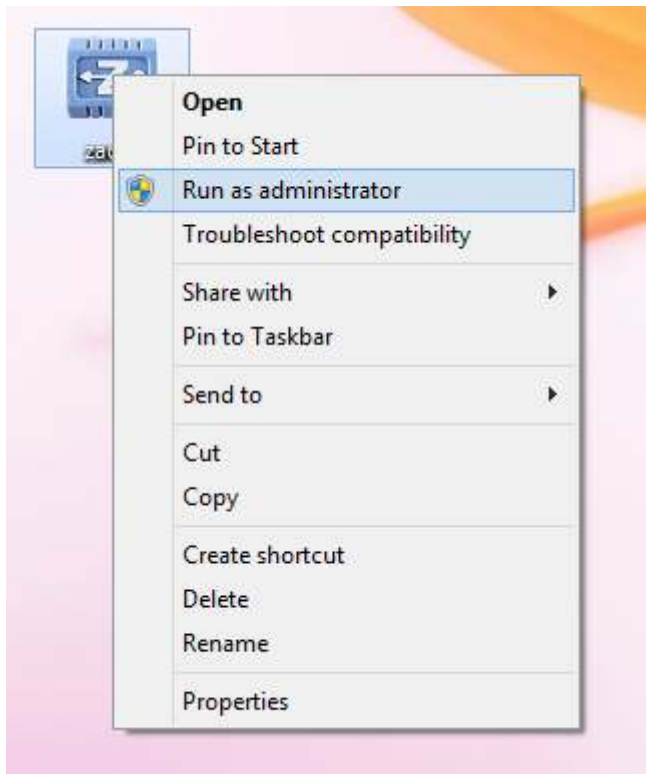 Z
Open
Pin to Start
Run as administrator
Troubleshoot compatibility
Share with
Pin to Taskbar
Send to
Cut
Copy
Create shortcut
Delete
Rename
Properties